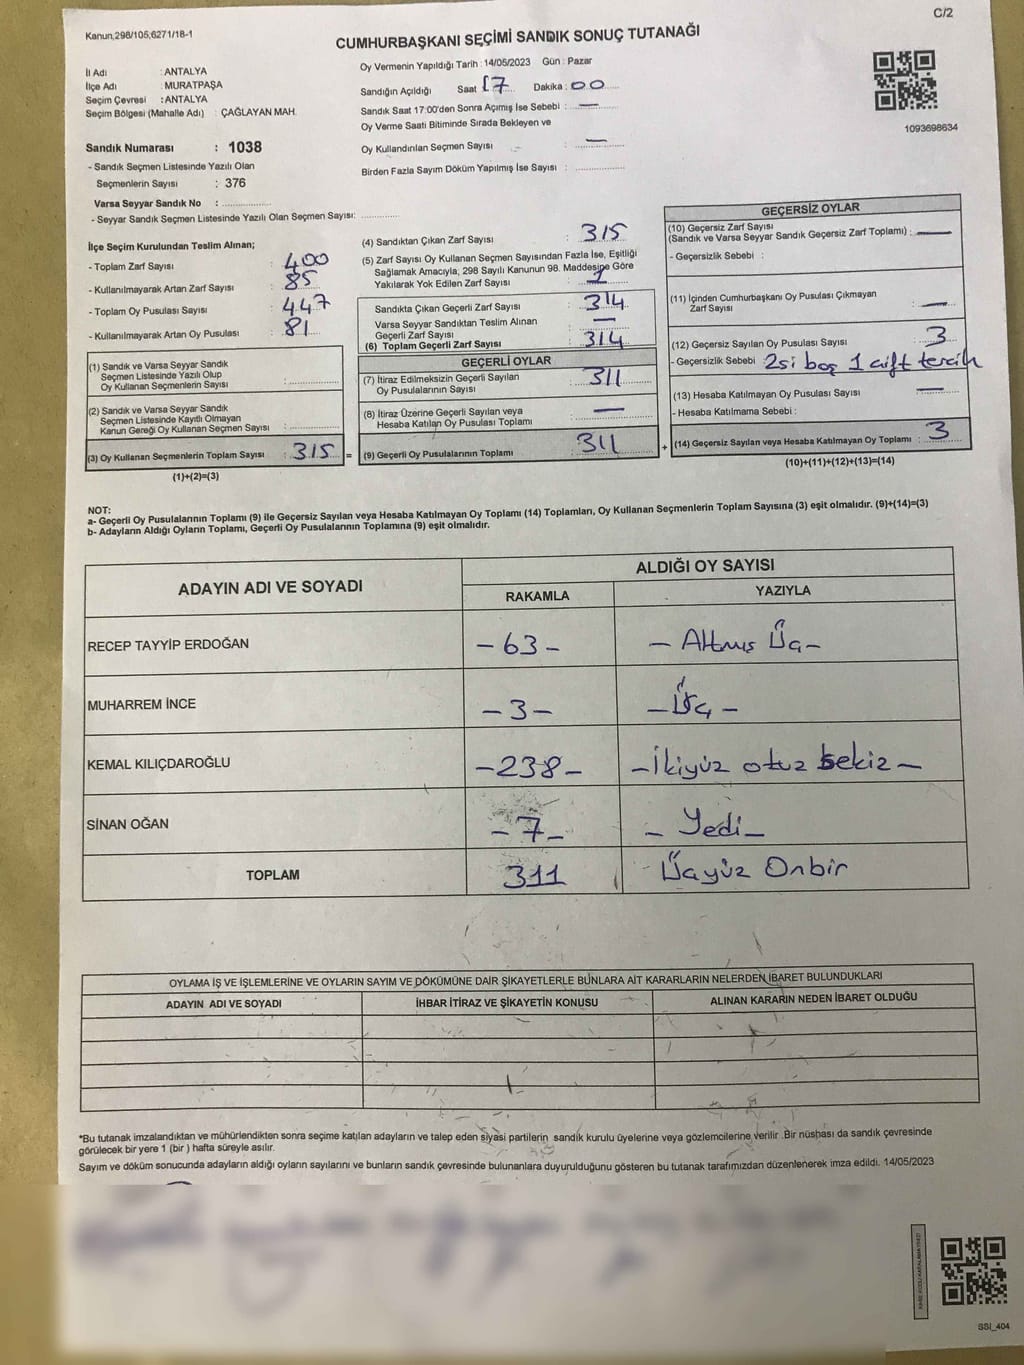 C/2
Kanun;298/105,6271/18-1
CUMHURBAŞKANI SEÇİMİ SANDIK SONUÇ TUTANAĞI
İl Adı : ANTALYA
İlçe Adı : MURATPAŞA
Seçim Çevresi : ANTALYA
Seçim Bölgesi (Mahalle Adı) : ÇAĞLAYAN MAH.
Sandık Numarası : 1038
- Sandık Seçmen Listesinde Yazılı Olan
Seçmenlerin Sayısı : 376
Varsa Seyyar Sandık No :
- Seyyar Sandık Seçmen Listesinde Yazılı Olan Seçmen Sayısı:
Oy Vermenin Yapıldığı Tarih : 14/05/2023 Gün : Pazar
Sandığın Açıldığı Saat 17 Dakika : 00
Sandık Saat 17:00'den Sonra Açımış İse Sebebi : —
Oy Verme Saati Bitiminde Sırada Bekleyen ve
Oy Kullandırılan Seçmen Sayısı : —
Birden Fazla Sayım Döküm Yapılmış İse Sayısı :
1093698634
İlçe Seçim Kurulundan Teslim Alınan;
- Toplam Zarf Sayısı : 400
- Kullanılmayarak Artan Zarf Sayısı : 85
- Toplam Oy Pusulası Sayısı : 447
- Kullanılmayarak Artan Oy Pusulası : 81
(1) Sandık ve Varsa Seyyar Sandık
Seçmen Listesinde Yazılı Olup
Oy Kullanan Seçmenlerin Sayısı :
(2) Sandık ve Varsa Seyyar Sandık
Seçmen Listesinde Kayıtlı Olmayan
Kanun Gereği Oy Kullanan Seçmen Sayısı :
(3) Oy Kullanan Seçmenlerin Toplam Sayısı : 315 =
(1)+(2)=(3)
(4) Sandıktan Çıkan Zarf Sayısı : 315
(5) Zarf Sayısı Oy Kullanan Seçmen Sayısından Fazla İse, Eşitliği
Sağlamak Amacıyla; 298 Sayılı Kanunun 98. Maddesine Göre
Yakılarak Yok Edilen Zarf Sayısı : 1
Sandıkta Çıkan Geçerli Zarf Sayısı : 314
Varsa Seyyar Sandıktan Teslim Alınan
Geçerli Zarf Sayısı : —
(6) Toplam Geçerli Zarf Sayısı : 314
GEÇERLİ OYLAR
(7) İtiraz Edilmeksizin Geçerli Sayılan
Oy Pusulalarının Sayısı : 311
(8) İtiraz Üzerine Geçerli Sayılan veya
Hesaba Katılan Oy Pusulası Toplamı : —
(9) Geçerli Oy Pusulalarının Toplamı : 311 +
GEÇERSİZ OYLAR
(10) Geçersiz Zarf Sayısı
(Sandık ve Varsa Seyyar Sandık Geçersiz Zarf Toplamı) : —
- Geçersizlik Sebebi :
(11) İçinden Cumhurbaşkanı Oy Pusulası Çıkmayan
Zarf Sayısı : —
(12) Geçersiz Sayılan Oy Pusulası Sayısı : 3
- Geçersizlik Sebebi : 2si boş 1 çift tercih
(13) Hesaba Katılmayan Oy Pusulası Sayısı : —
- Hesaba Katılmama Sebebi :
(14) Geçersiz Sayılan veya Hesaba Katılmayan Oy Toplamı : 3
(10)+(11)+(12)+(13)=(14)
NOT:
a- Geçerli Oy Pusulalarının Toplamı (9) ile Geçersiz Sayılan veya Hesaba Katılmayan Oy Toplamı (14) Toplamları, Oy Kullanan Seçmenlerin Toplam Sayısına (3) eşit olmalıdır. (9)+(14)=(3)
b- Adayların Aldığı Oyların Toplamı, Geçerli Oy Pusulalarının Toplamına (9) eşit olmalıdır.
ADAYIN ADI VE SOYADI ALDIĞI OY SAYISI
RAKAMLA YAZIYLA
RECEP TAYYİP ERDOĞAN - 63 - - Altmış Üç -
MUHARREM İNCE - 3 - - Üç -
KEMAL KILIÇDAROĞLU - 238 - - İkiyüz otuz sekiz -
SİNAN OĞAN - 7 - - Yedi -
TOPLAM 311 Üçyüz Onbir
OYLAMA İŞ VE İŞLEMLERİNE VE OYLARIN SAYIM VE DÖKÜMÜNE DAİR ŞİKAYETLERLE BUNLARA AİT KARARLARIN NELERDEN İBARET BULUNDUKLARI
ADAYIN ADI VE SOYADI İHBAR İTİRAZ VE ŞİKAYETİN KONUSU ALINAN KARARIN NEDEN İBARET OLDUĞU
*Bu tutanak imzalandıktan ve mühürlendikten sonra seçime katılan adayların ve talep eden siyasi partilerin sandık kurulu üyelerine veya gözlemcilerine verilir .Bir nüshası da sandık çevresinde
görülecek bir yere 1 (bir ) hafta süreyle asılır.
Sayım ve döküm sonucunda adayların aldığı oyların sayılarını ve bunların sandık çevresinde bulunanlara duyurulduğunu gösteren bu tutanak tarafımızdan düzenlenerek imza edildi. 14/05/2023
SSI_404